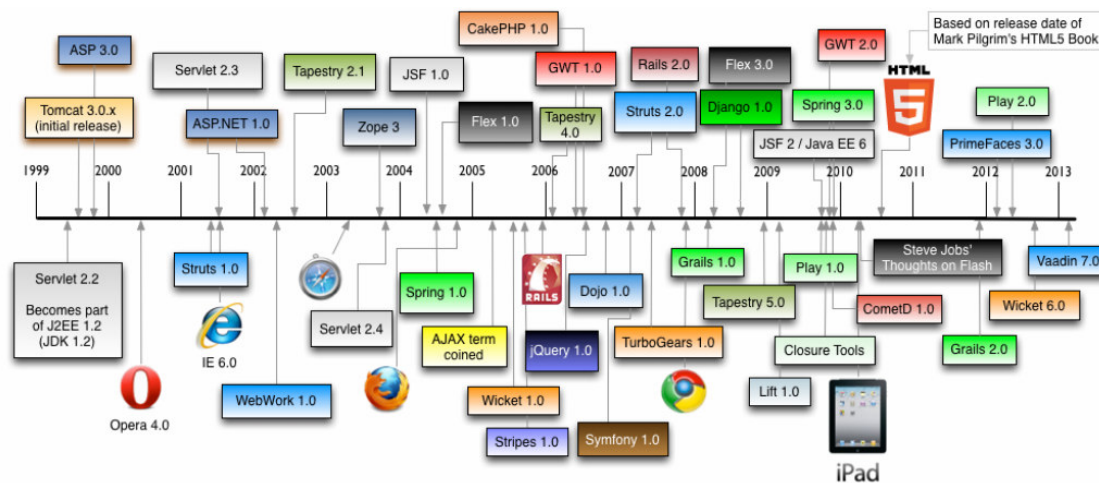 CakePHP 1.0
Based on release date of
Mark Pilgrim's HTML5 Book
ASP 3.0
GWT 2.0
Servlet 2.3
Tapestry 2.1
JSF 1.0
GWT 1.0
Rails 2.0
Flex 3.0
HTML
5
Tomcat 3.0.x
(initial release)
ASP.NET 1.0
Zope 3
Flex 1.0
Tapestry
4.0
Struts 2.0
Django 1.0
Spring 3.0
Play 2.0
JSF 2 / Java EE 6
PrimeFaces 3.0
1999
2000
2001
2002
2003
2004
2005
2006
2007
2008
2009
2010
2011
2012
2013
Servlet 2.2
Becomes part
of J2EE 1.2
(JDK 1.2)
Struts 1.0
IE 6.0
Spring 1.0
RAILS
Dojo 1.0
Grails 1.0
Play 1.0
Steve Jobs'
Thoughts on Flash
Vaadin 7.0
Servlet 2.4
AJAX term
coined
jQuery 1.0
TurboGears 1.0
Tapestry 5.0
CometD 1.0
Wicket 6.0
Closure Tools
Grails 2.0
Opera 4.0
WebWork 1.0
Wicket 1.0
Lift 1.0
Stripes 1.0
Symfony 1.0
iPad